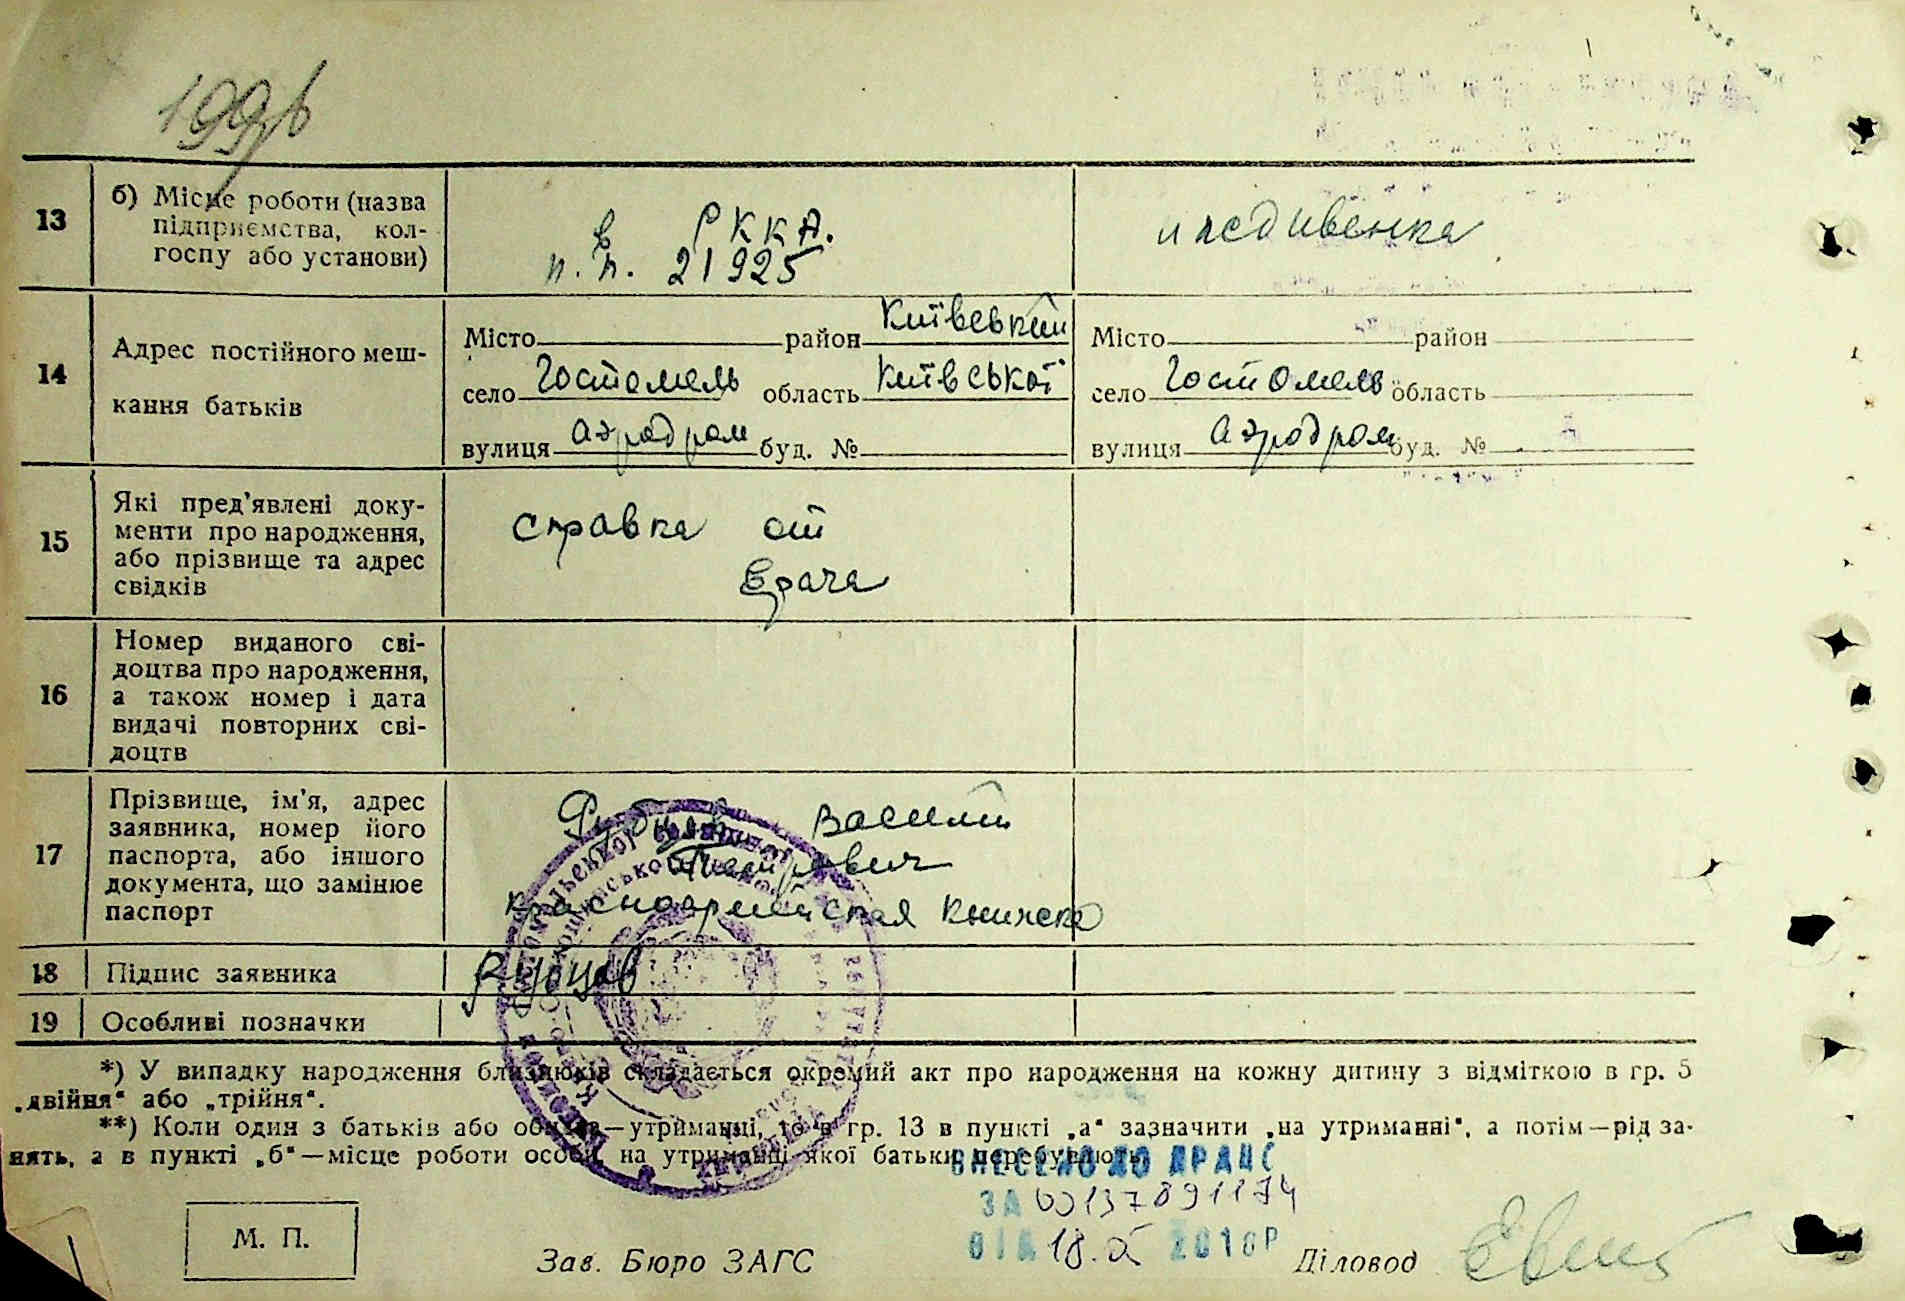 13 б) Місце роботи (назва
підприємства, кол-
госпу або установи)
в РККА.
п. п. 21925
иждивенка
14 Адрес постійного меш-
кання батьків
Місто район Київський
село Гостомель область Київської
вулиця аэродром буд. №
Місто район
село Гостомель область
вулиця аэродром буд. №
15 Які пред'явлені доку-
менти про народження,
або прізвище та адрес
свідків
справка от
врача
16 Номер виданого сві-
доцтва про народження,
а також номер і дата
видачі повторних сві-
доцтв
17 Прізвище, ім'я, адрес
заявника, номер його
паспорта, або іншого
документа, що замінює
паспорт
Рубцов Василий
Петрович
красноармейская книжка
18 Підпис заявника
Рубцов
19 Особливі позначки
*) У випадку народження близнюків складається окремий акт про народження на кожну дитину з відміткою в гр. 5
„двійня“ або „трійня“.
**) Коли один з батьків або обидва—утриманці, то в гр. 13 в пункті „а“ зазначити „на утриманні“, а потім—рід за-
нять, а в пункті „б“—місце роботи особи, на утриманці якої батьки перебувають.
ВНЕСЕНО ДО ДРАЦС
ЗА 00137891174
М. П.
Зав. Бюро ЗАГС
Діловод